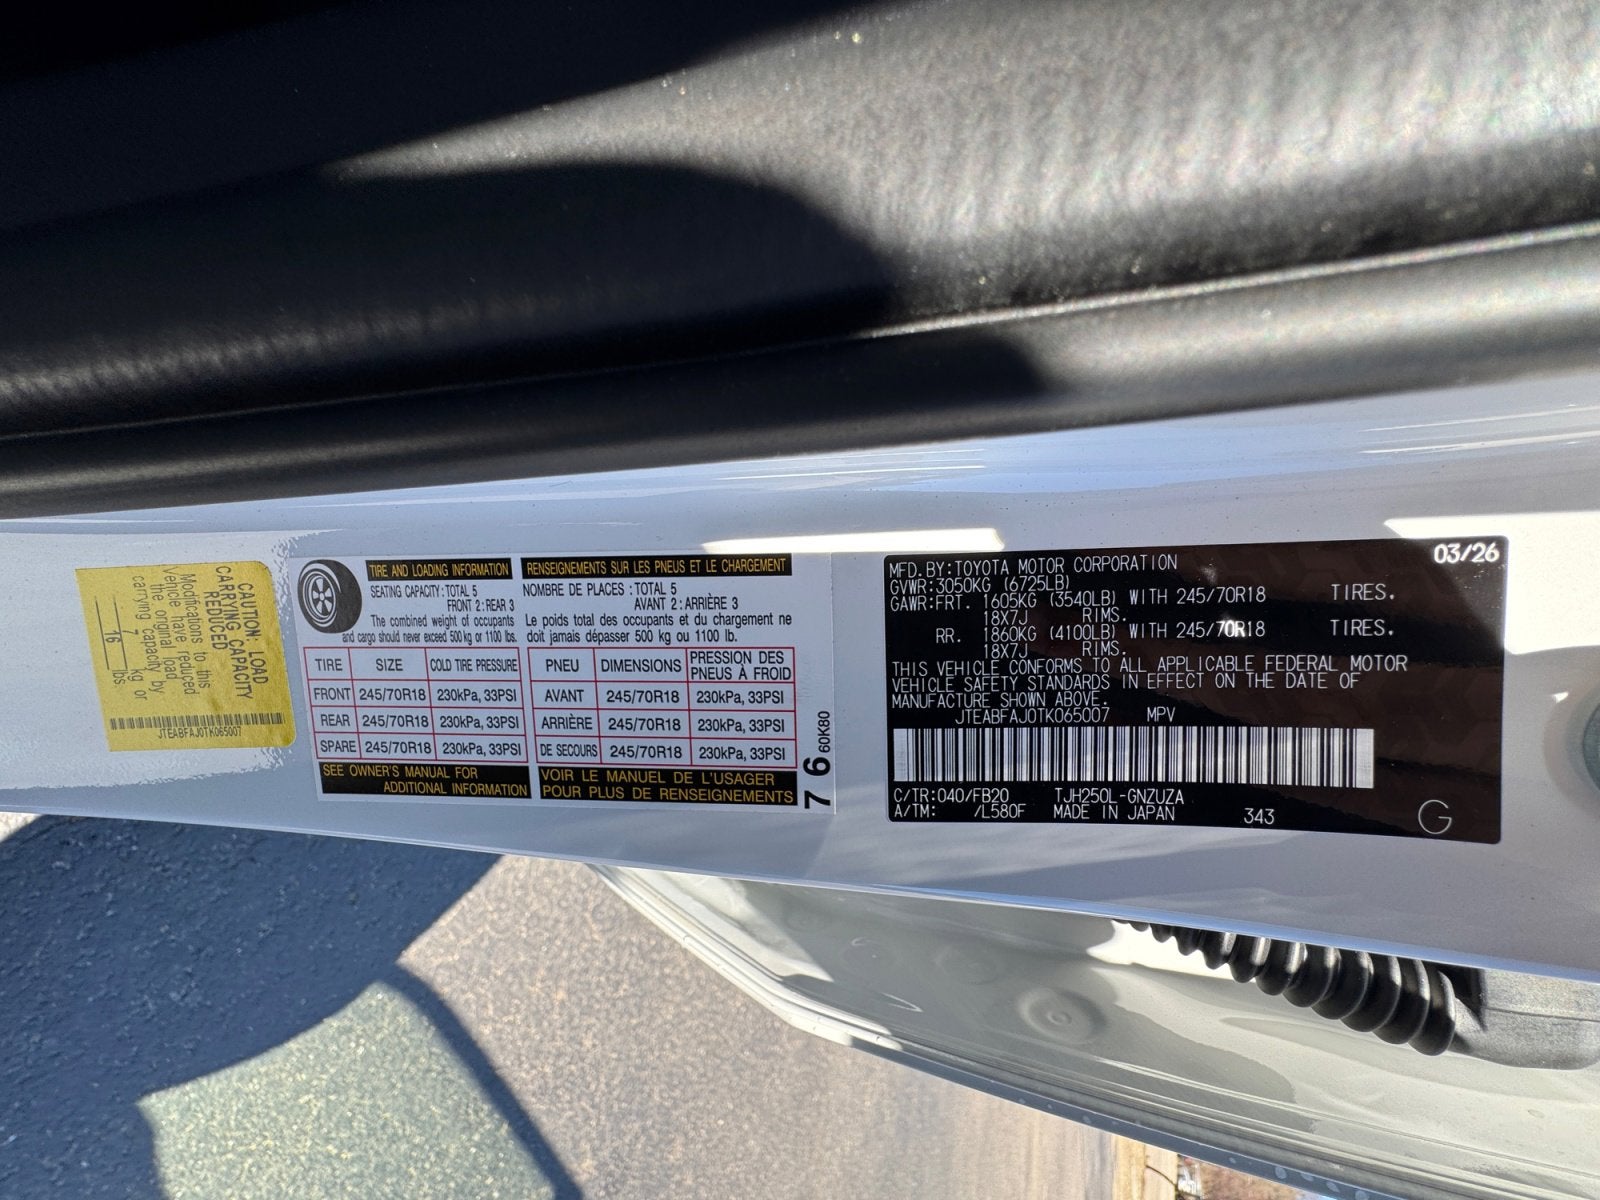 CAUTION: LOAD
CARRYING CAPACITY
REDUCED
Modifications to this
Vehicle have reduced
the original load
carrying capacity by
7 kg or
16 lbs
JTEABFAJ0TK065007
TIRE AND LOADING INFORMATION
SEATING CAPACITY:TOTAL 5
FRONT 2:REAR 3
The combined weight of occupants
and cargo should never exceed 500 kg or 1100 lbs.
TIRE SIZE COLD TIRE PRESSURE
FRONT 245/70R18 230kPa, 33PSI
REAR 245/70R18 230kPa, 33PSI
SPARE 245/70R18 230kPa, 33PSI
SEE OWNER'S MANUAL FOR
ADDITIONAL INFORMATION
RENSEIGNEMENTS SUR LES PNEUS ET LE CHARGEMENT
NOMBRE DE PLACES :TOTAL 5
AVANT 2:ARRIÈRE 3
Le poids total des occupants et du chargement ne
doit jamais dépasser 500 kg ou 1100 lb.
PNEU DIMENSIONS PRESSION DES PNEUS À FROID
AVANT 245/70R18 230kPa, 33PSI
ARRIÈRE 245/70R18 230kPa, 33PSI
DE SECOURS 245/70R18 230kPa, 33PSI
VOIR LE MANUEL DE L'USAGER
POUR PLUS DE RENSEIGNEMENTS
7 6 60K80
03/26
MFD.BY:TOYOTA MOTOR CORPORATION
GVWR:3050KG (6725LB)
GAWR:FRT. 1605KG (3540LB) WITH 245/70R18 TIRES.
18X7J RIMS.
RR. 1860KG (4100LB) WITH 245/70R18 TIRES.
18X7J RIMS.
THIS VEHICLE CONFORMS TO ALL APPLICABLE FEDERAL MOTOR
VEHICLE SAFETY STANDARDS IN EFFECT ON THE DATE OF
MANUFACTURE SHOWN ABOVE.
JTEABFAJ0TK065007 MPV
C/TR:040/FB20 TJH250L-GNZUZA
A/TM: /L580F MADE IN JAPAN 343
G